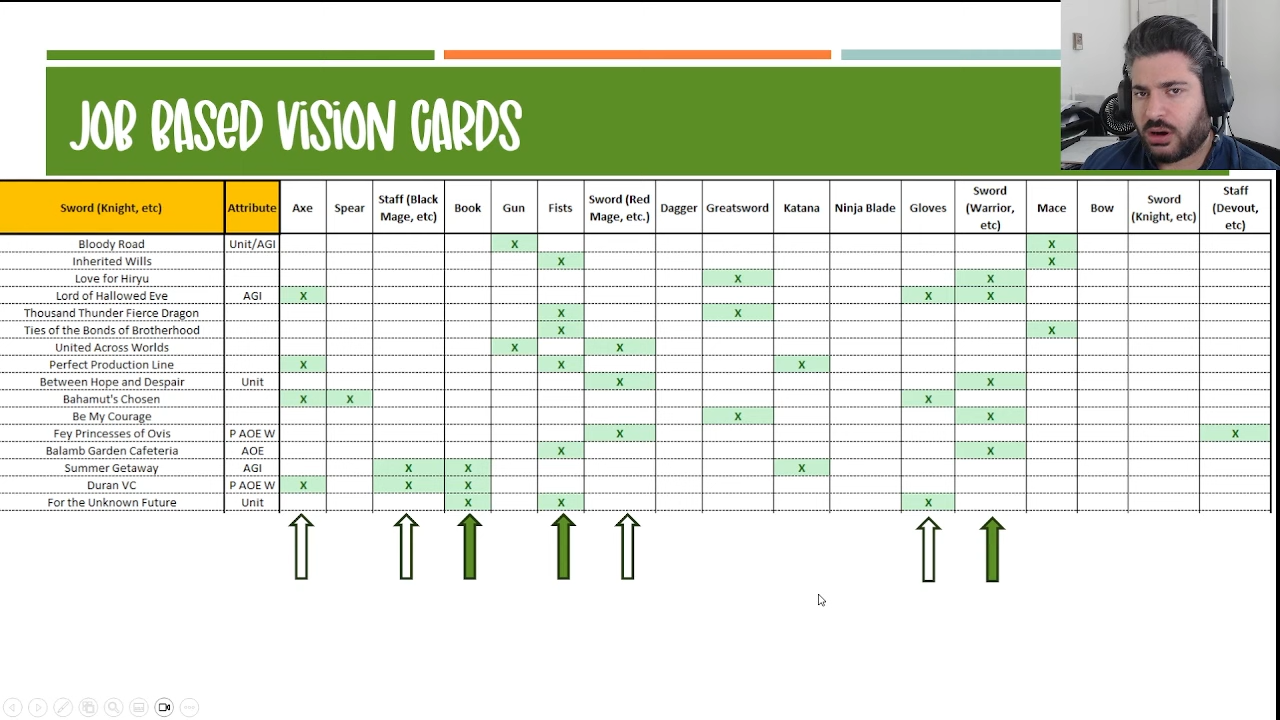 JOB BASED VISION CARDS
Sword (Knight, etc) Attribute Axe Spear Staff (Black Mage, etc) Book Gun Fists Sword (Red Mage, etc.) Dagger Greatsword Katana Ninja Blade Gloves Sword (Warrior, etc) Mace Bow Sword (Knight, etc) Staff (Devout, etc)
Bloody Road Unit/AGI X X
Inherited Wills X X
Love for Hiryu X X
Lord of Hallowed Eve AGI X X X
Thousand Thunder Fierce Dragon X X
Ties of the Bonds of Brotherhood X X
United Across Worlds X X
Perfect Production Line X X X
Between Hope and Despair Unit X X
Bahamut's Chosen X X X
Be My Courage X X
Fey Princesses of Ovis P AOE W X X
Balamb Garden Cafeteria AOE X X
Summer Getaway AGI X X X
Duran VC P AOE W X X X
For the Unknown Future Unit X X X